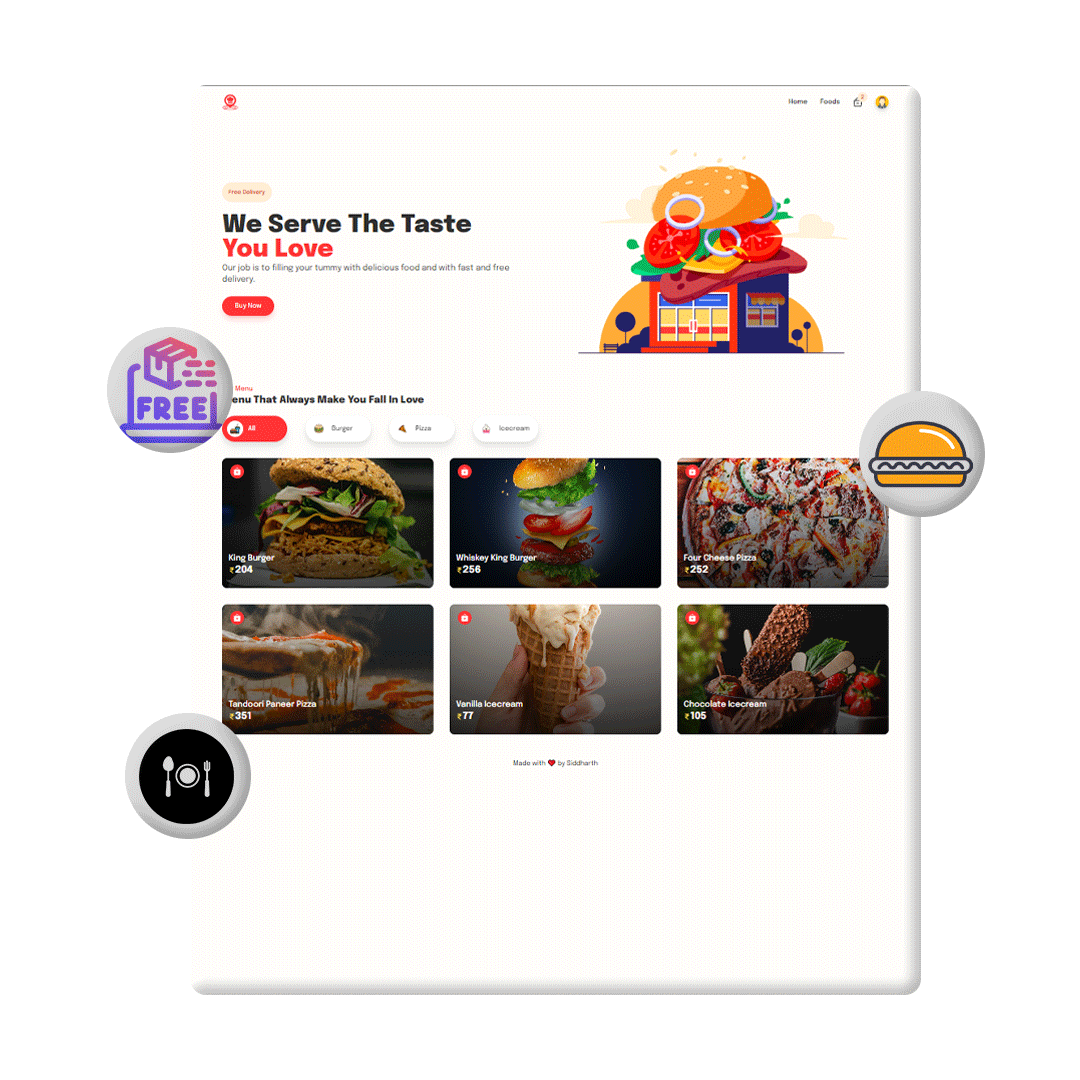 Home Foods 2
Free Delivery
We Serve The Taste
You Love
Our job is to filling your tummy with delicious food and with fast and free
delivery.
Buy Now
FREE
Menu
enu That Always Make You Fall In Love
All Burger Pizza Icecream
King Burger
₹204
Whiskey King Burger
₹256
Four Cheese Pizza
₹252
Tandoori Paneer Pizza
₹351
Vanilla Icecream
₹77
Chocolate Icecream
₹105
Made with ❤ by Siddharth